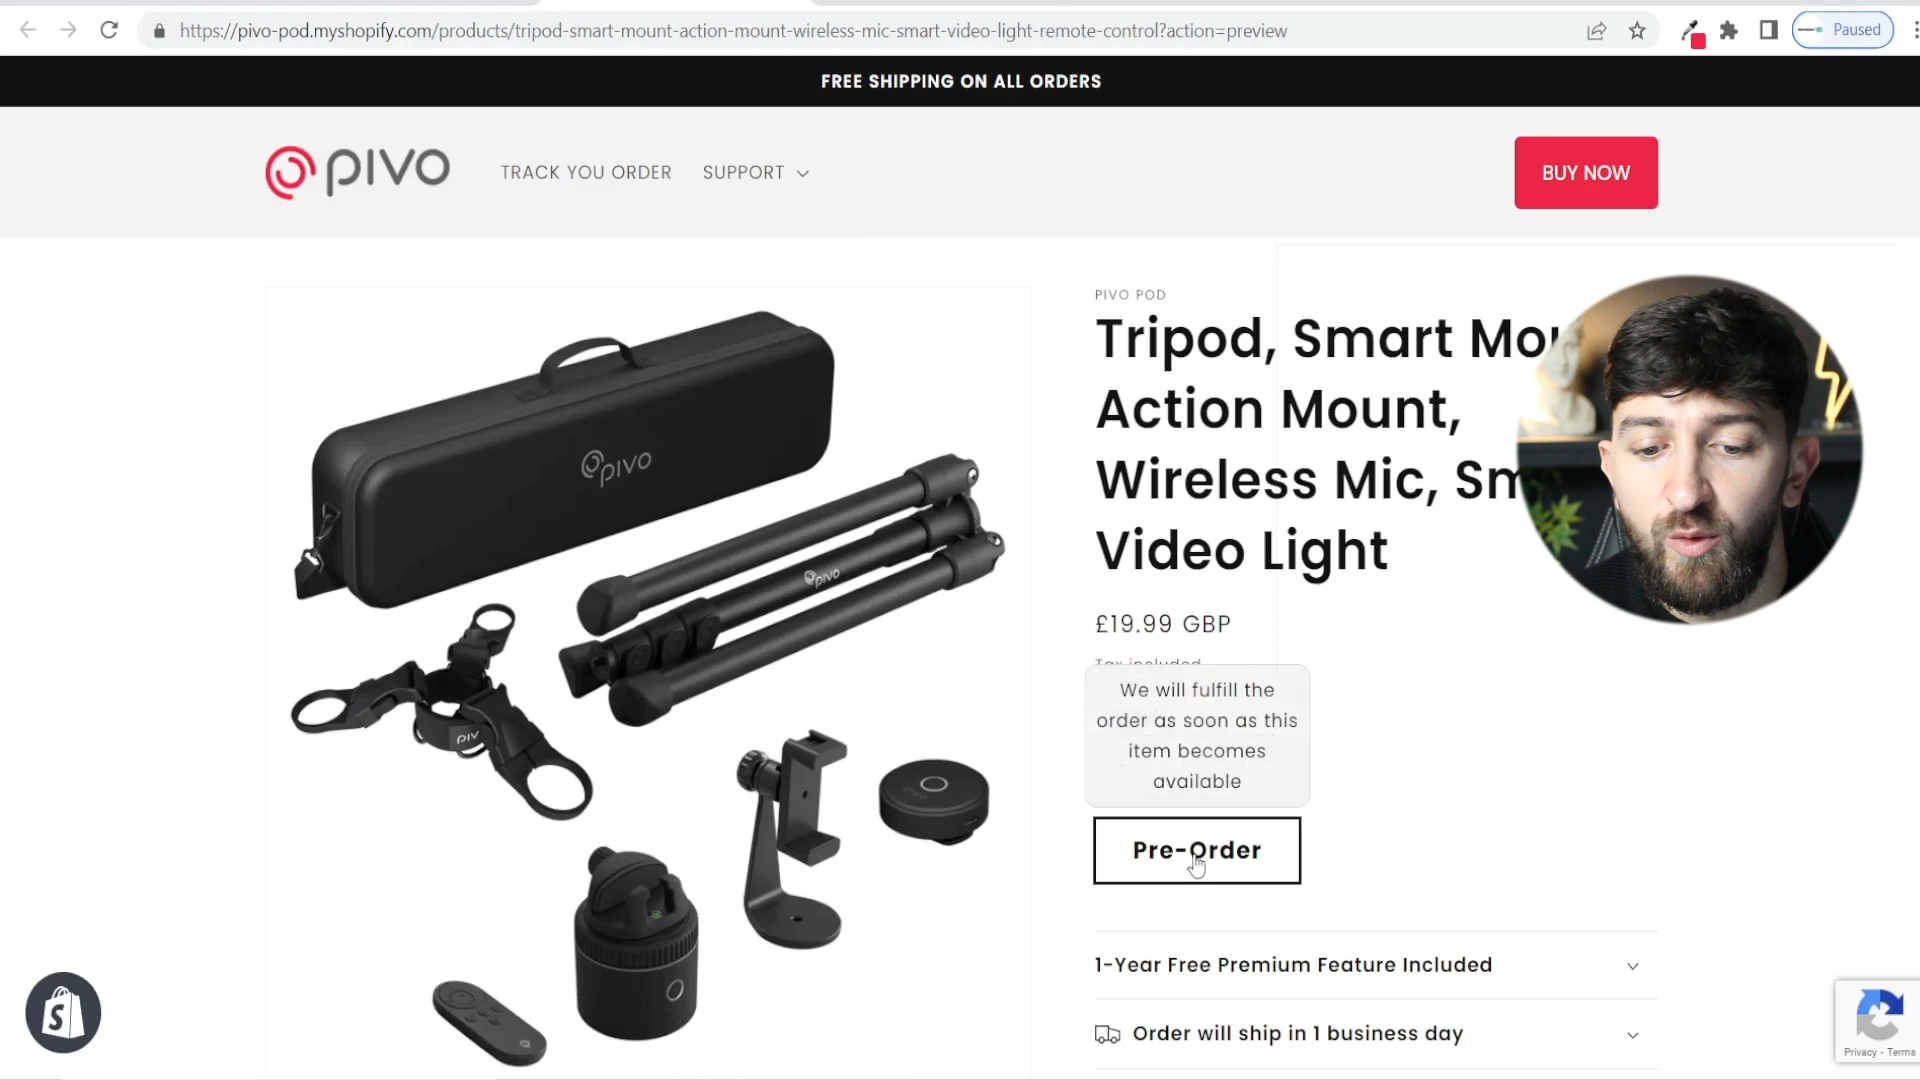 https://pivo-pod.myshopify.com/products/tripod-smart-mount-action-mount-wireless-mic-smart-video-light-remote-control?action=preview
Paused
FREE SHIPPING ON ALL ORDERS
pivo
TRACK YOU ORDER
SUPPORT
BUY NOW
PIVO POD
Tripod, Smart Mou
Action Mount,
Wireless Mic, Sm
Video Light
£19.99 GBP
Tax included
We will fulfill the
order as soon as this
item becomes
available
Pre-Order
1-Year Free Premium Feature Included
Order will ship in 1 business day
pivo
pivo
piv
S
Privacy - Terms